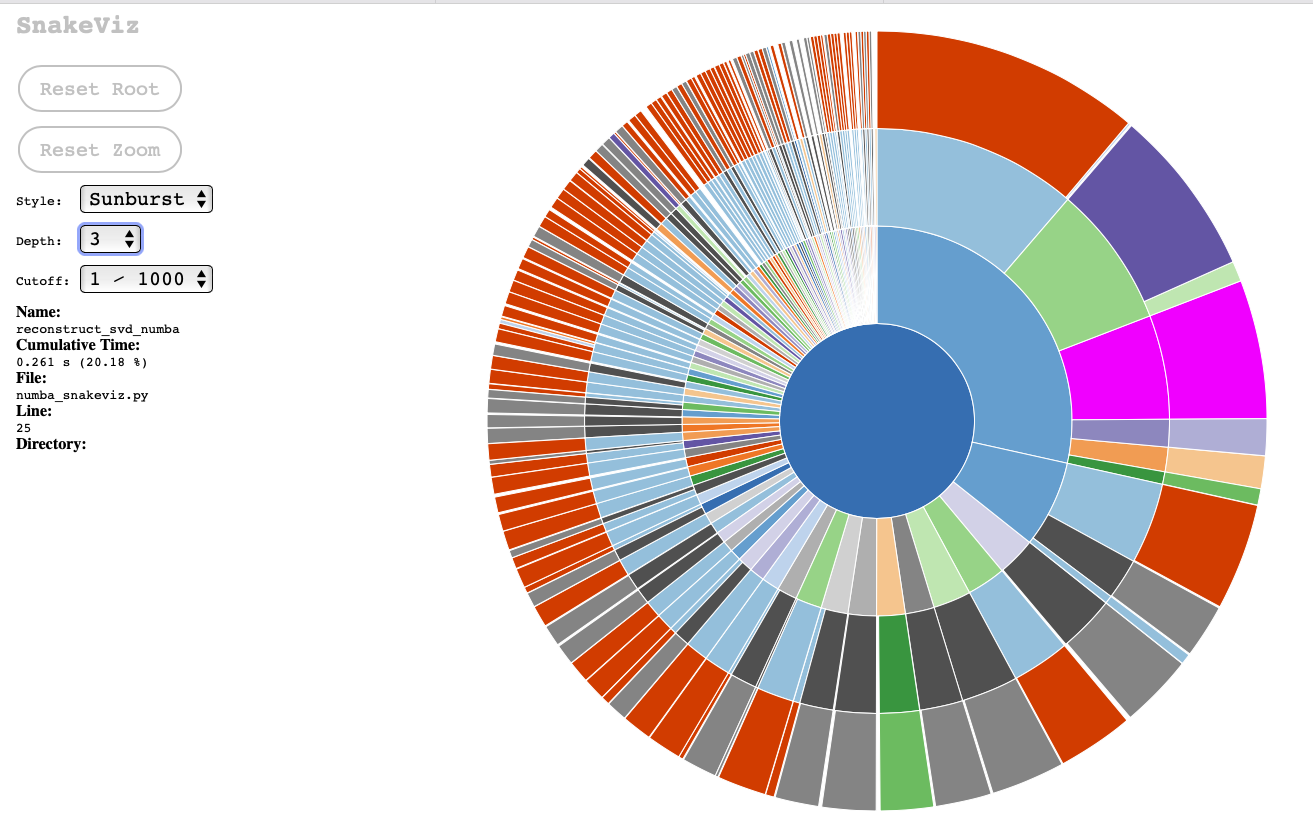 SnakeViz
Reset Root
Reset Zoom
Style: Sunburst
Depth: 3
Cutoff: 1 / 1000
Name:
reconstruct_svd_numba
Cumulative Time:
0.261 s (20.18 %)
File:
numba_snakeviz.py
Line:
25
Directory: